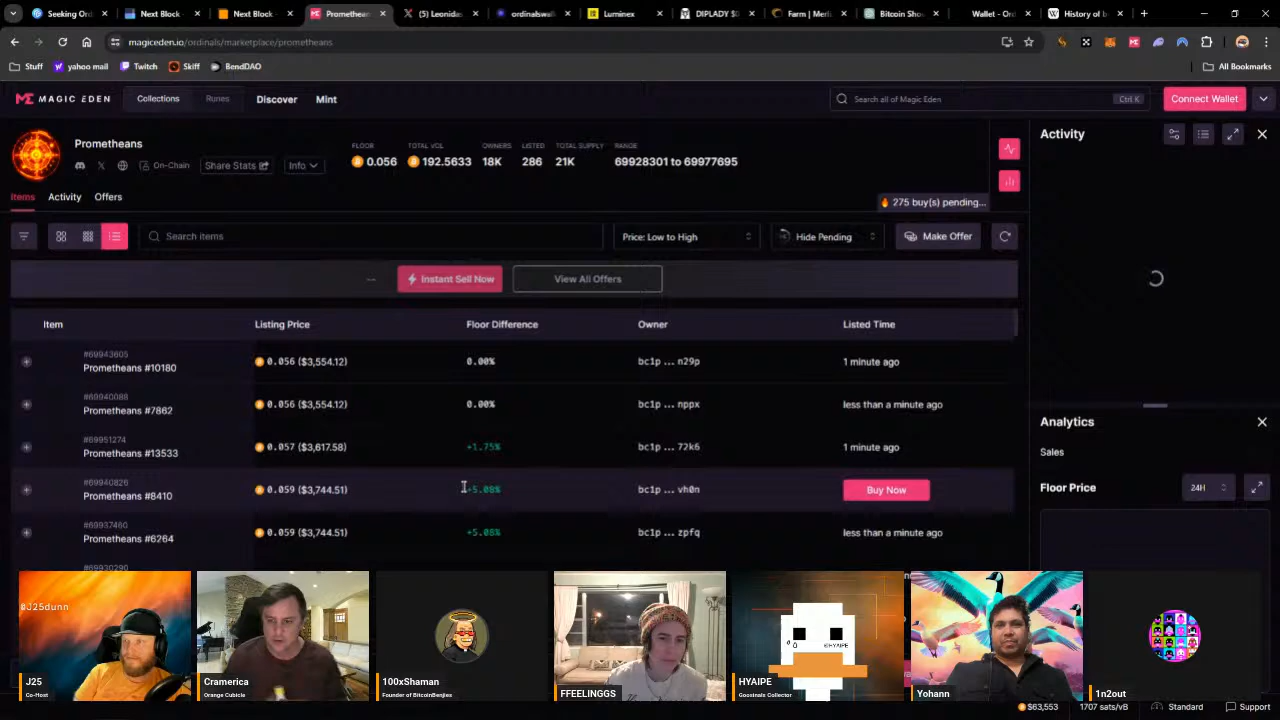 Seeking Ord
Next Block -
Next Block -
Promethean
(5) Leonidas
ordinalswall
Luminex
DIPLADY $G
Farm | Merli
Bitcoin Sho
Wallet - Ord
History of b
magiceden.io/ordinals/marketplace/prometheans
Stuff
yahoo mail
Twitch
Skiff
BendDAO
All Bookmarks
MAGIC EDEN
Collections
Runes
Discover
Mint
Search all of Magic Eden
Ctrl K
Connect Wallet
Prometheans
On-Chain
Share Stats
Info
FLOOR
0.056
TOTAL VOL
192.5633
OWNERS
18K
LISTED
286
TOTAL SUPPLY
21K
RANGE
69928301 to 69977695
Activity
Items
Activity
Offers
275 buy(s) pending...
Search items
Price: Low to High
Hide Pending
Make Offer
--
Instant Sell Now
View All Offers
Item
Listing Price
Floor Difference
Owner
Listed Time
#69943605
Prometheans #10180
0.056 ($3,554.12)
0.00%
bc1p ... n29p
1 minute ago
#69940088
Prometheans #7862
0.056 ($3,554.12)
0.00%
bc1p ... nppx
less than a minute ago
#69951274
Prometheans #13533
0.057 ($3,617.58)
+1.75%
bc1p ... 72k6
1 minute ago
#69940826
Prometheans #8410
0.059 ($3,744.51)
+5.08%
bc1p ... vh0n
Buy Now
#69937460
Prometheans #6264
0.059 ($3,744.51)
+5.08%
bc1p ... zpfq
less than a minute ago
#69930290
Analytics
Sales
Floor Price
24H
@J25dunn
J25
Co-Host
Cramerica
Orange Cubicle
100xShaman
Founder of BitcoinBenjies
FFEELINGGS
HYAIPE
Goosinals Collector
Yohann
1n2out
$63,553
1707 sats/vB
Standard
Support